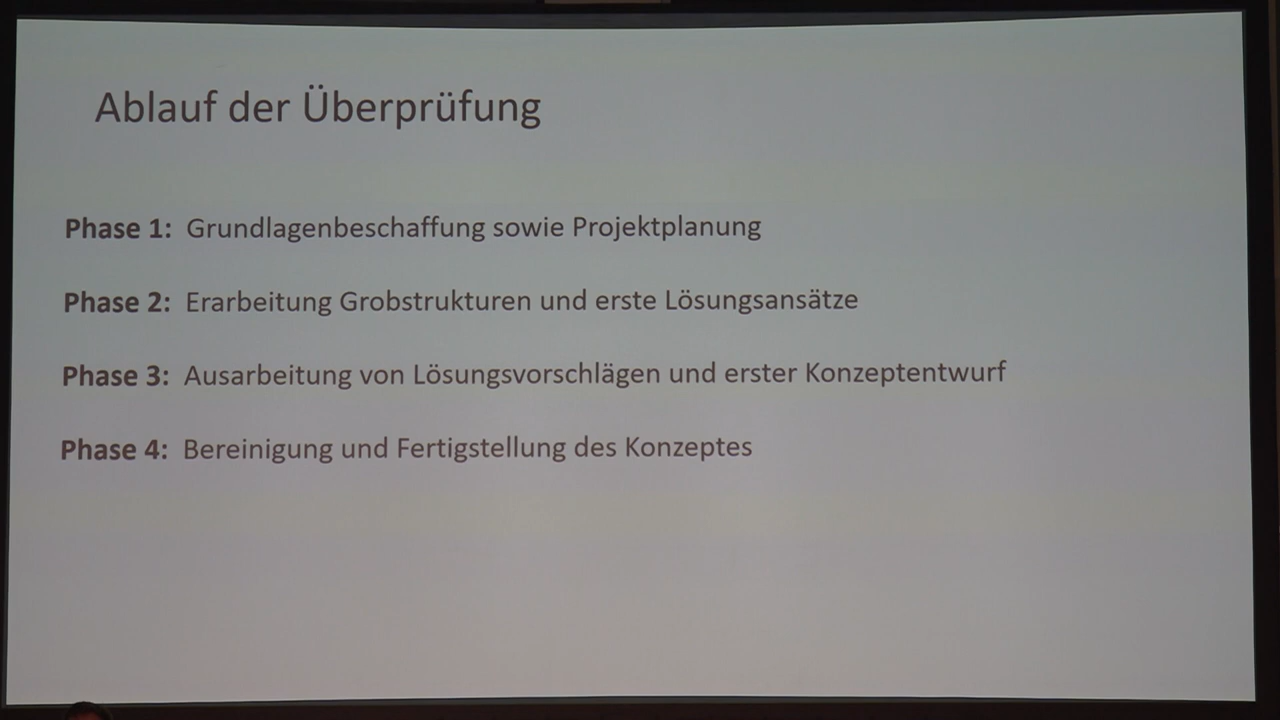 Ablauf der Überprüfung
Phase 1: Grundlagenbeschaffung sowie Projektplanung
Phase 2: Erarbeitung Grobstrukturen und erste Lösungsansätze
Phase 3: Ausarbeitung von Lösungsvorschlägen und erster Konzeptentwurf
Phase 4: Bereinigung und Fertigstellung des Konzeptes